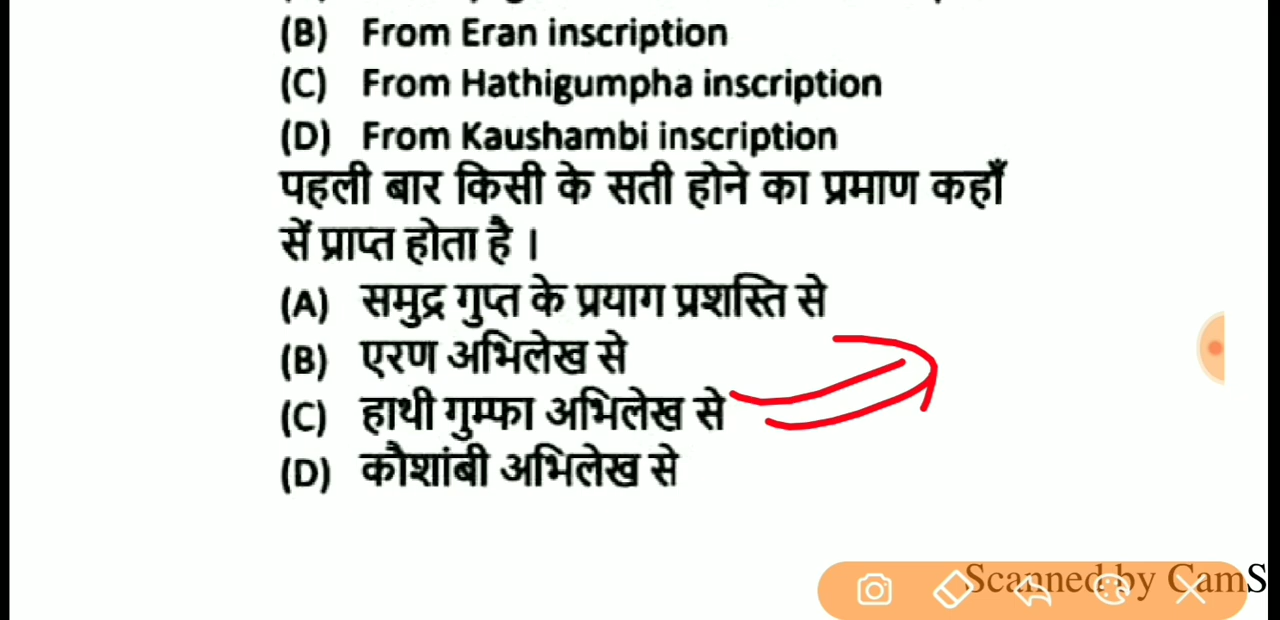 (B) From Eran inscription
(C) From Hathigumpha inscription
(D) From Kaushambi inscription
पहली बार किसी के सती होने का प्रमाण कहाँ
सें प्राप्त होता है ।
(A) समुद्र गुप्त के प्रयाग प्रशस्ति से
(B) एरण अभिलेख से
(C) हाथी गुम्फा अभिलेख से
(D) कौशांबी अभिलेख से
Scanned by CamS